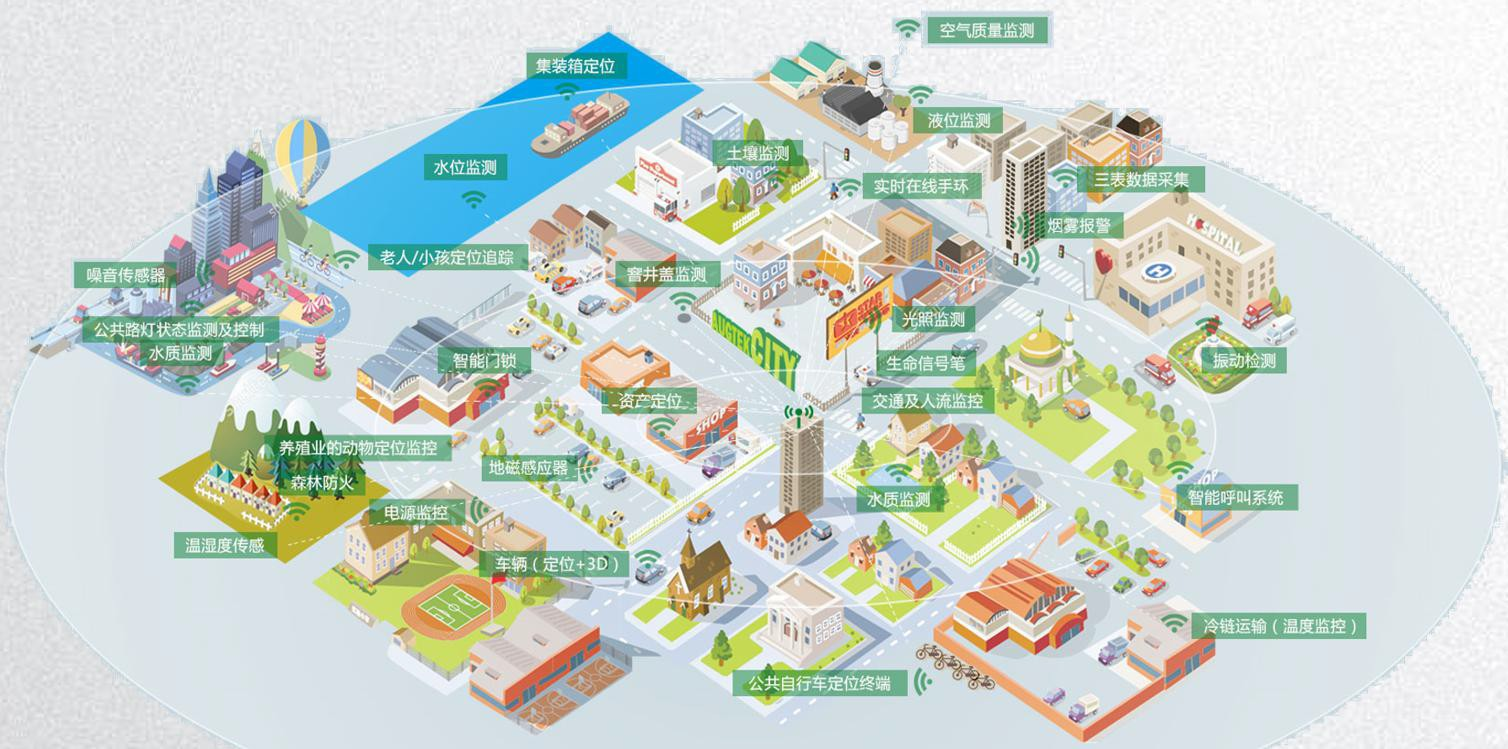 空气质量监测
集装箱定位
液位监测
土壤监测
水位监测
实时在线手环
三表数据采集
烟雾报警
HOSPITAL
H
老人/小孩定位追踪
噪音传感器
窨井盖监测
STAR
光照监测
公共路灯状态监测及控制
AUGTEK CITY
水质监测
智能门锁
生命信号笔
振动检测
资产定位
SHOP
交通及人流监控
养殖业的动物定位监控
地磁感应器
森林防火
水质监测
智能呼叫系统
电源监控
温湿度传感
车辆（定位+3D）
冷链运输（温度监控）
公共自行车定位终端